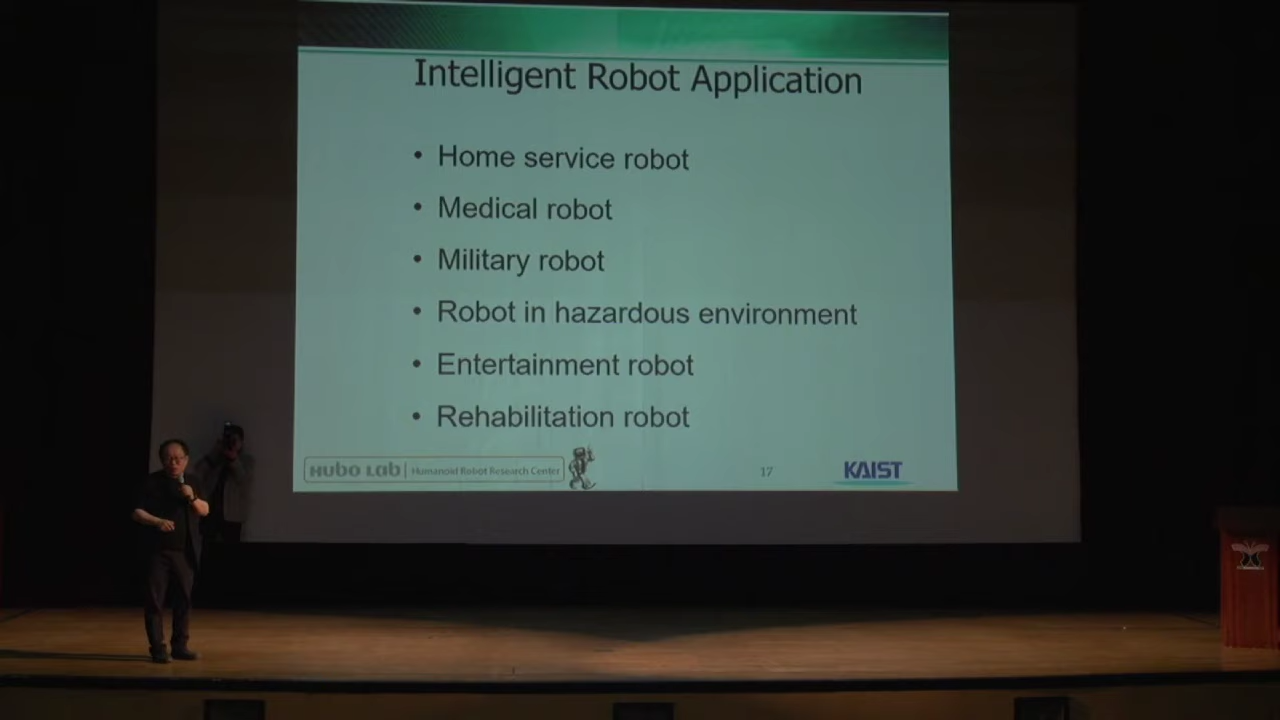 Intelligent Robot Application
• Home service robot
• Medical robot
• Military robot
• Robot in hazardous environment
• Entertainment robot
• Rehabilitation robot
HUBO LAB | Humanoid Robot Research Center
17
KAIST